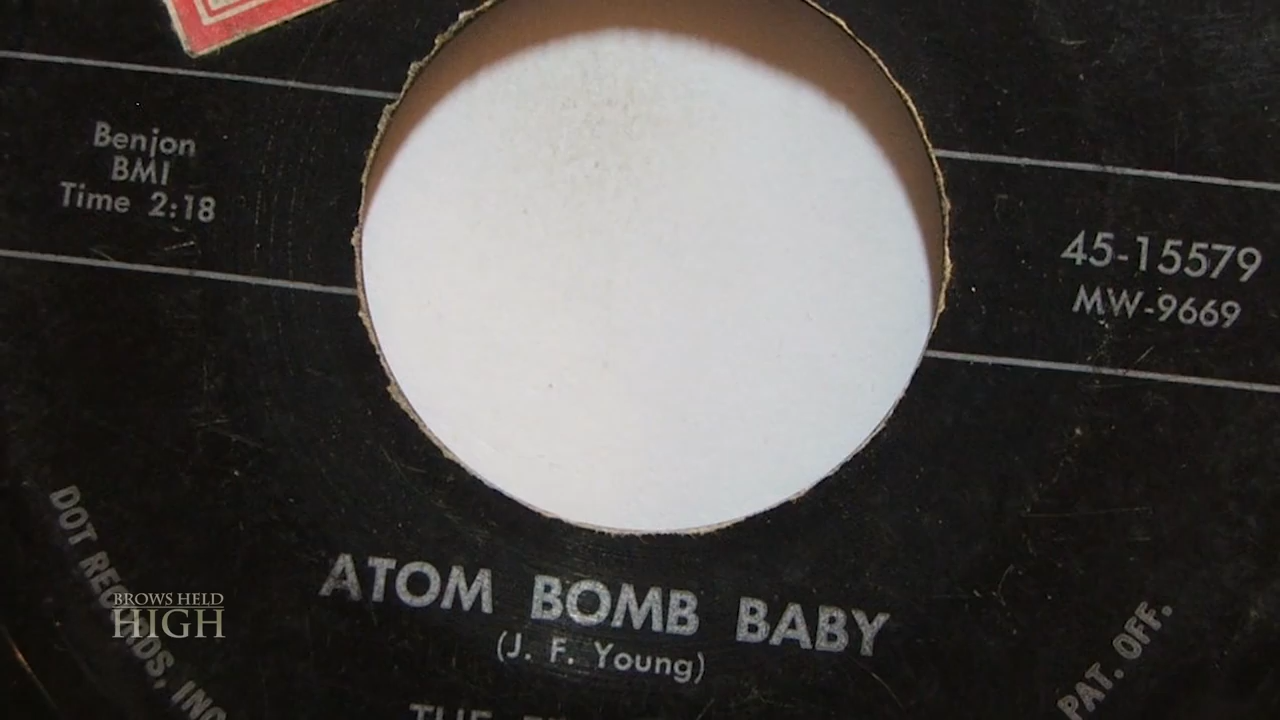 Benjon
BMI
Time 2:18
45-15579
MW-9669
ATOM BOMB BABY
(J. F. Young)
THE
DOT RECORDS, INC
PAT. OFF.
BROWS HELD
HIGH